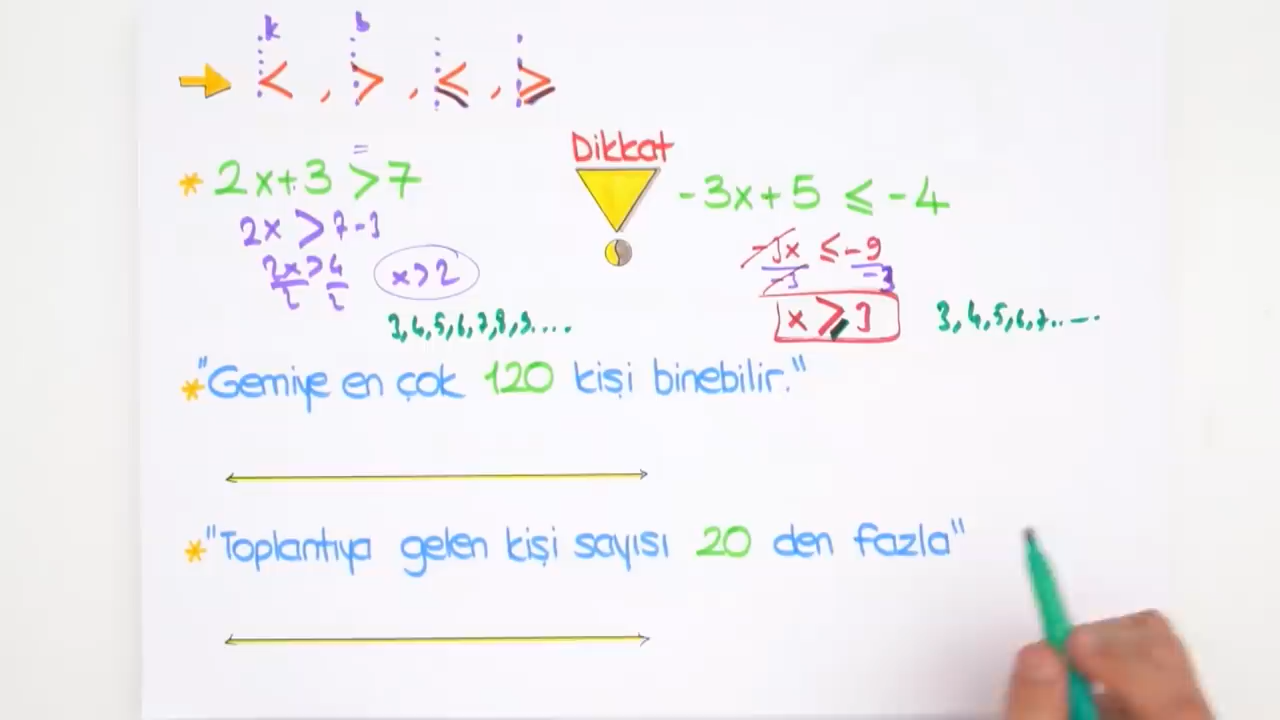 k b
< , > , ≤ , ≥
Dikkat
* 2x+3 > 7
=
2x > 7-3
2x > 4
2 2
x > 2
3,4,5,6,7,8,9....
-3x+5 ≤ -4
-3x ≤ -9
-3 -3
x ≥ 3
3,4,5,6,7.....
* "Gemiye en çok 120 kişi binebilir."
* "Toplantıya gelen kişi sayısı 20 den fazla"